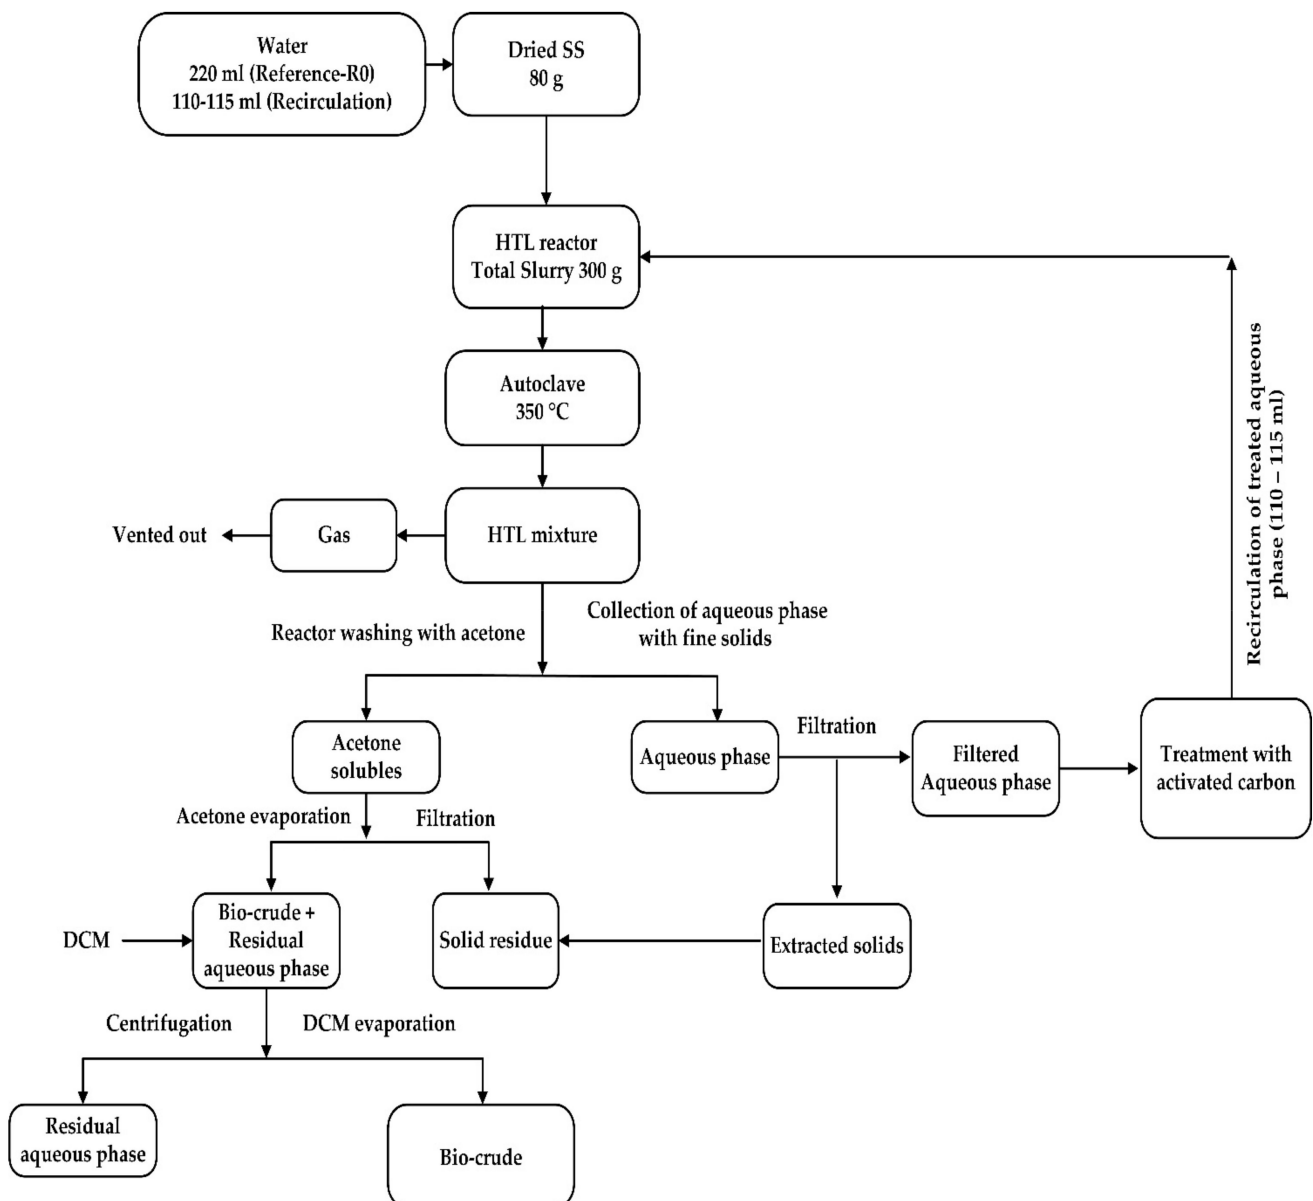 Water
220 ml (Reference-R0)
110-115 ml (Recirculation)
Dried SS
80 g
HTL reactor
Total Slurry 300 g
Autoclave
350 °C
HTL mixture
Gas
Vented out
Reactor washing with acetone
Collection of aqueous phase
with fine solids
Recirculation of treated aqueous
phase (110 – 115 ml)
Acetone
solubles
Aqueous phase
Filtration
Filtered
Aqueous phase
Treatment with
activated carbon
Acetone evaporation
Filtration
DCM
Bio-crude +
Residual
aqueous phase
Solid residue
Extracted solids
Centrifugation
DCM evaporation
Residual
aqueous phase
Bio-crude